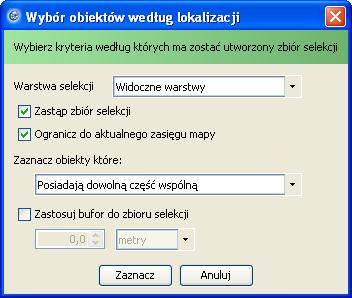 Wybór obiektów według lokalizacji
Wybierz kryteria według których ma zostać utworzony zbiór selekcji
Warstwa selekcji Widoczne warstwy
Zastąp zbiór selekcji
Ogranicz do aktualnego zasięgu mapy
Zaznacz obiekty które:
Posiadają dowolną część wspólną
Zastosuj bufor do zbioru selekcji
0,0 metry
Zaznacz Anuluj